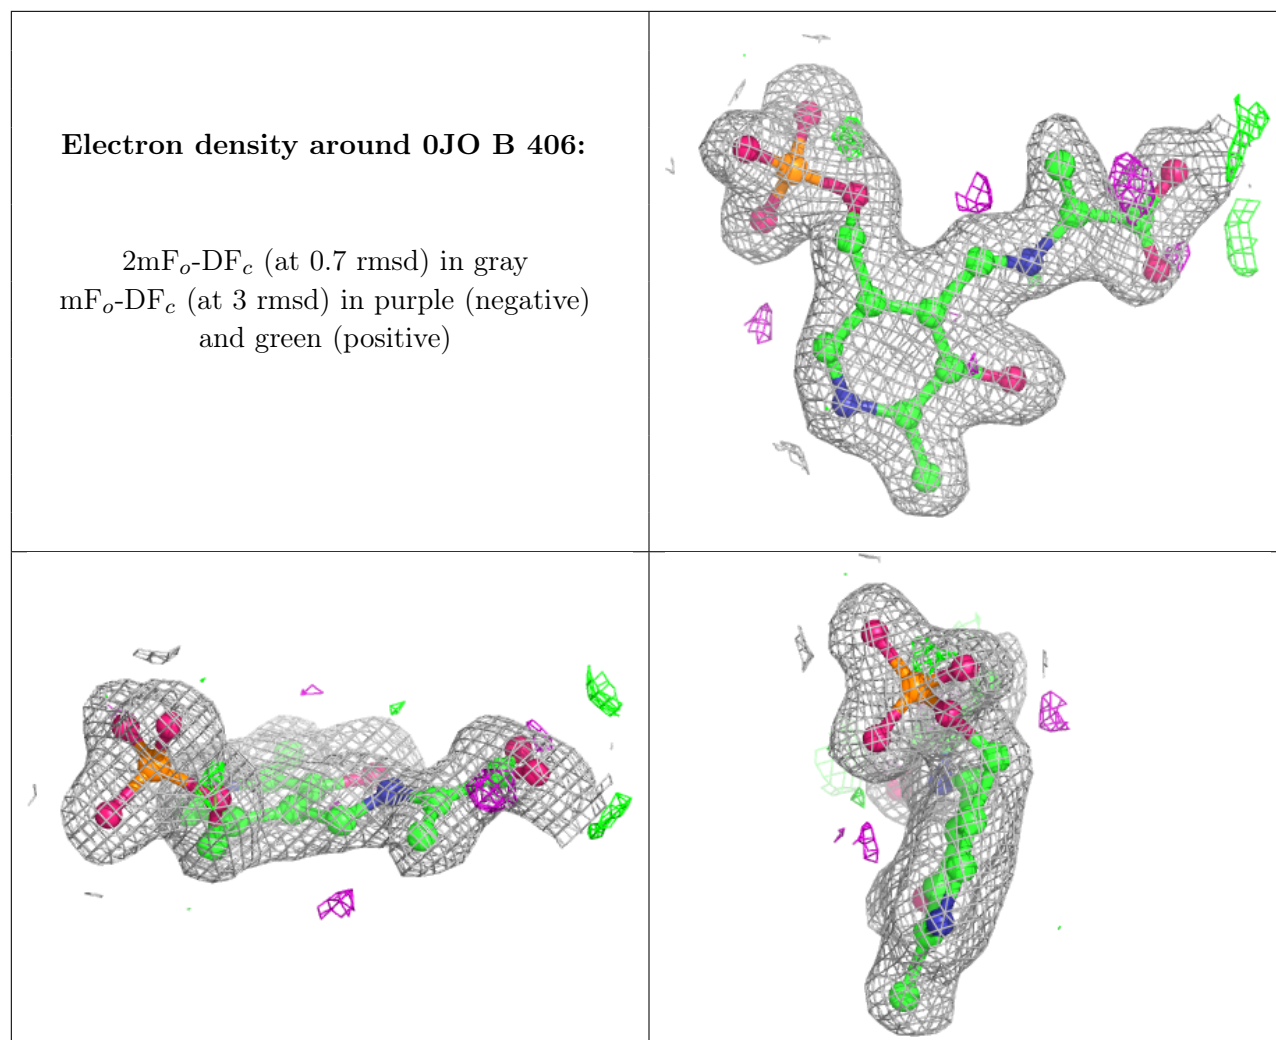 Electron density around 0JO B 406:
2mFo-DFc (at 0.7 rmsd) in gray
mFo-DFc (at 3 rmsd) in purple (negative)
and green (positive)